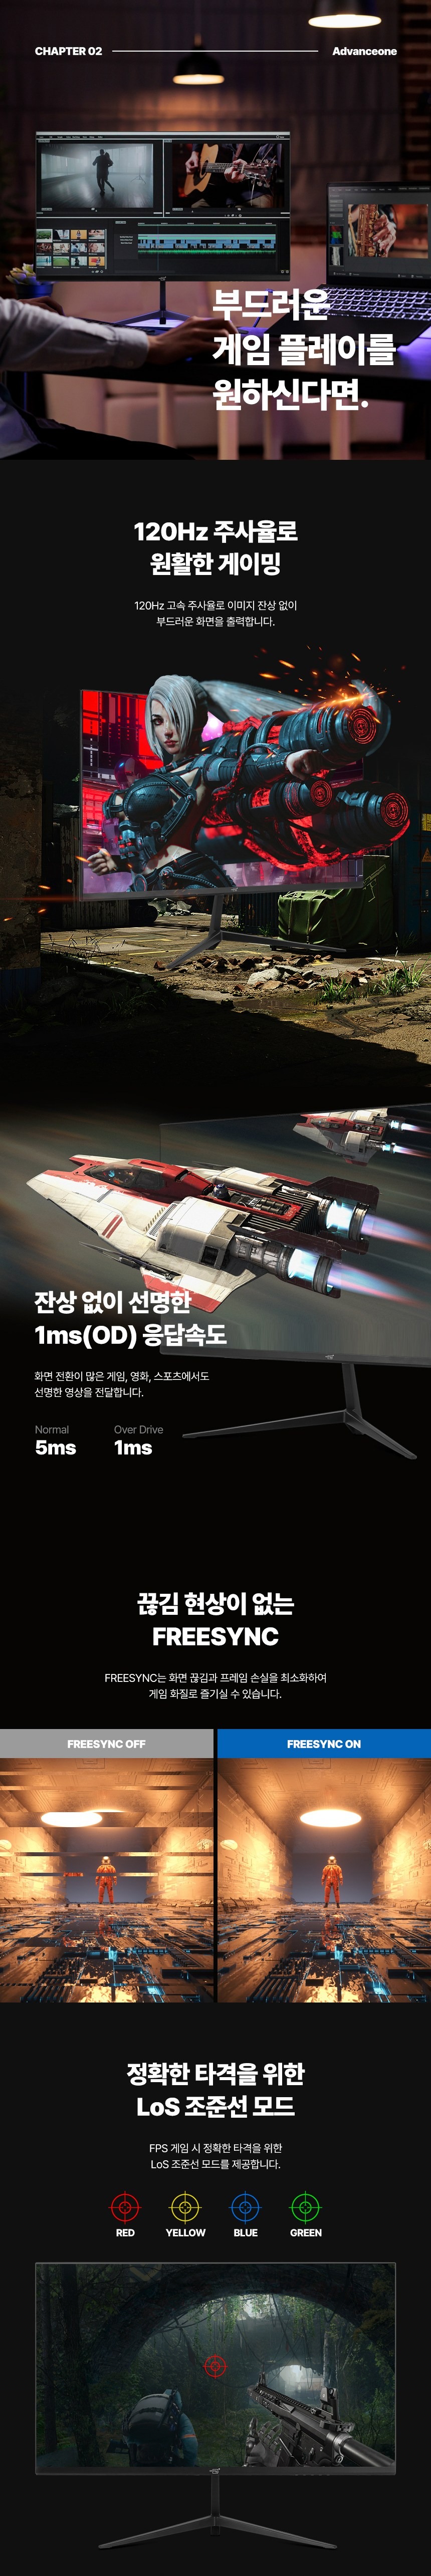 CHAPTER 02
Advanceone
부드러운
게임 플레이를
원하신다면.
120Hz 주사율로
원활한 게이밍
120Hz 고속 주사율로 이미지 잔상 없이
부드러운 화면을 출력합니다.
잔상 없이 선명한
1ms(OD) 응답속도
화면 전환이 많은 게임, 영화, 스포츠에서도
선명한 영상을 전달합니다.
Normal
Over Drive
5ms
1ms
끊김 현상이 없는
FREESYNC
FREESYNC는 화면 끊김과 프레임 손실을 최소화하여
게임 화질로 즐기실 수 있습니다.
FREESYNC OFF
FREESYNC ON
정확한 타격을 위한
LoS 조준선 모드
FPS 게임 시 정확한 타격을 위한
LoS 조준선 모드를 제공합니다.
RED
YELLOW
BLUE
GREEN